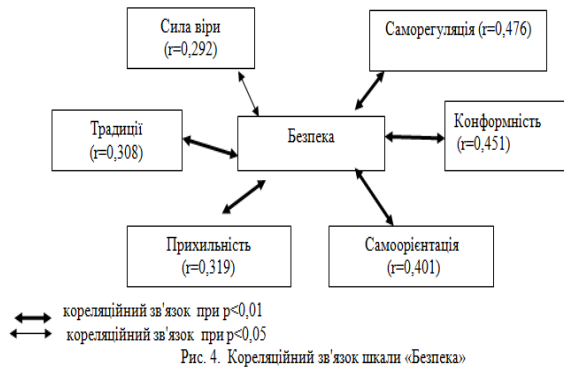 Сила віри
(r=0,292)
Саморегуляція (r=0,476)
Традиції
(r=0,308)
Безпека
Конформність
(r=0,451)
Прихильність
(r=0,319)
Самоорієнтація
(r=0,401)
кореляційний зв'язок при p<0,01
кореляційний зв'язок при p<0,05
Рис. 4. Кореляційний зв'язок шкали «Безпека»